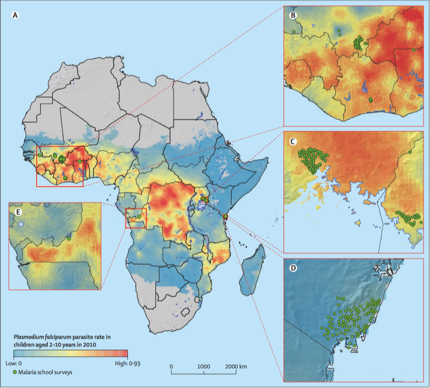 A
B
C
E
D
Plasmodium falciparum parasite rate in
children aged 2–10 years in 2010
Low: 0
High: 0·93
Malaria school surveys
0
1000
2000 km